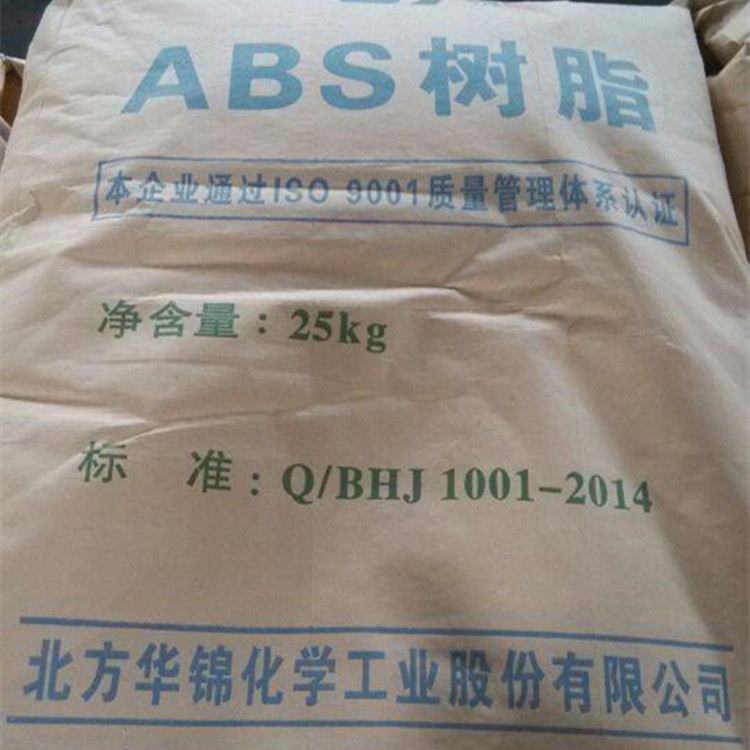 ABS树脂
本企业通过ISO 9001质量管理体系认证
净含量：25kg
标 准：Q/BHJ 1001-2014
北方华锦化学工业股份有限公司